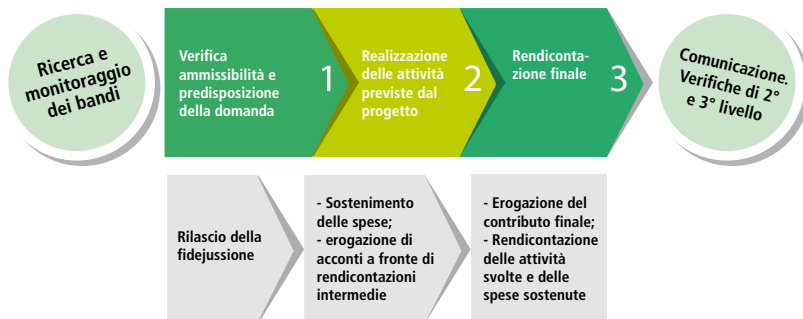 Ricerca e
monitoraggio
dei bandi
Verifica
ammissibilità e
predisposizione
della domanda
1
Realizzazione
delle attività
previste dal
progetto
2
Rendiconta-
zione finale
3
Comunicazione.
Verifiche di 2°
e 3° livello
Rilascio della
fidejussione
- Sostenimento
delle spese;
- erogazione di
acconti a fronte di
rendicontazioni
intermedie
- Erogazione del
contributo finale;
- Rendicontazione
delle attività
svolte e delle
spese sostenute